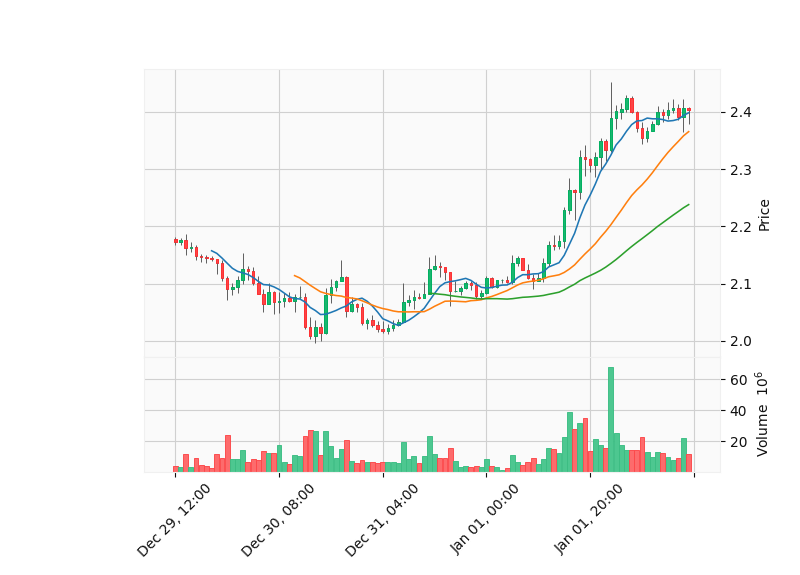 2.4
2.3
2.2
2.1
2.0
Price
60
40
20
Volume 10^6
Dec 29, 12:00
Dec 30, 08:00
Dec 31, 04:00
Jan 01, 00:00
Jan 01, 20:00